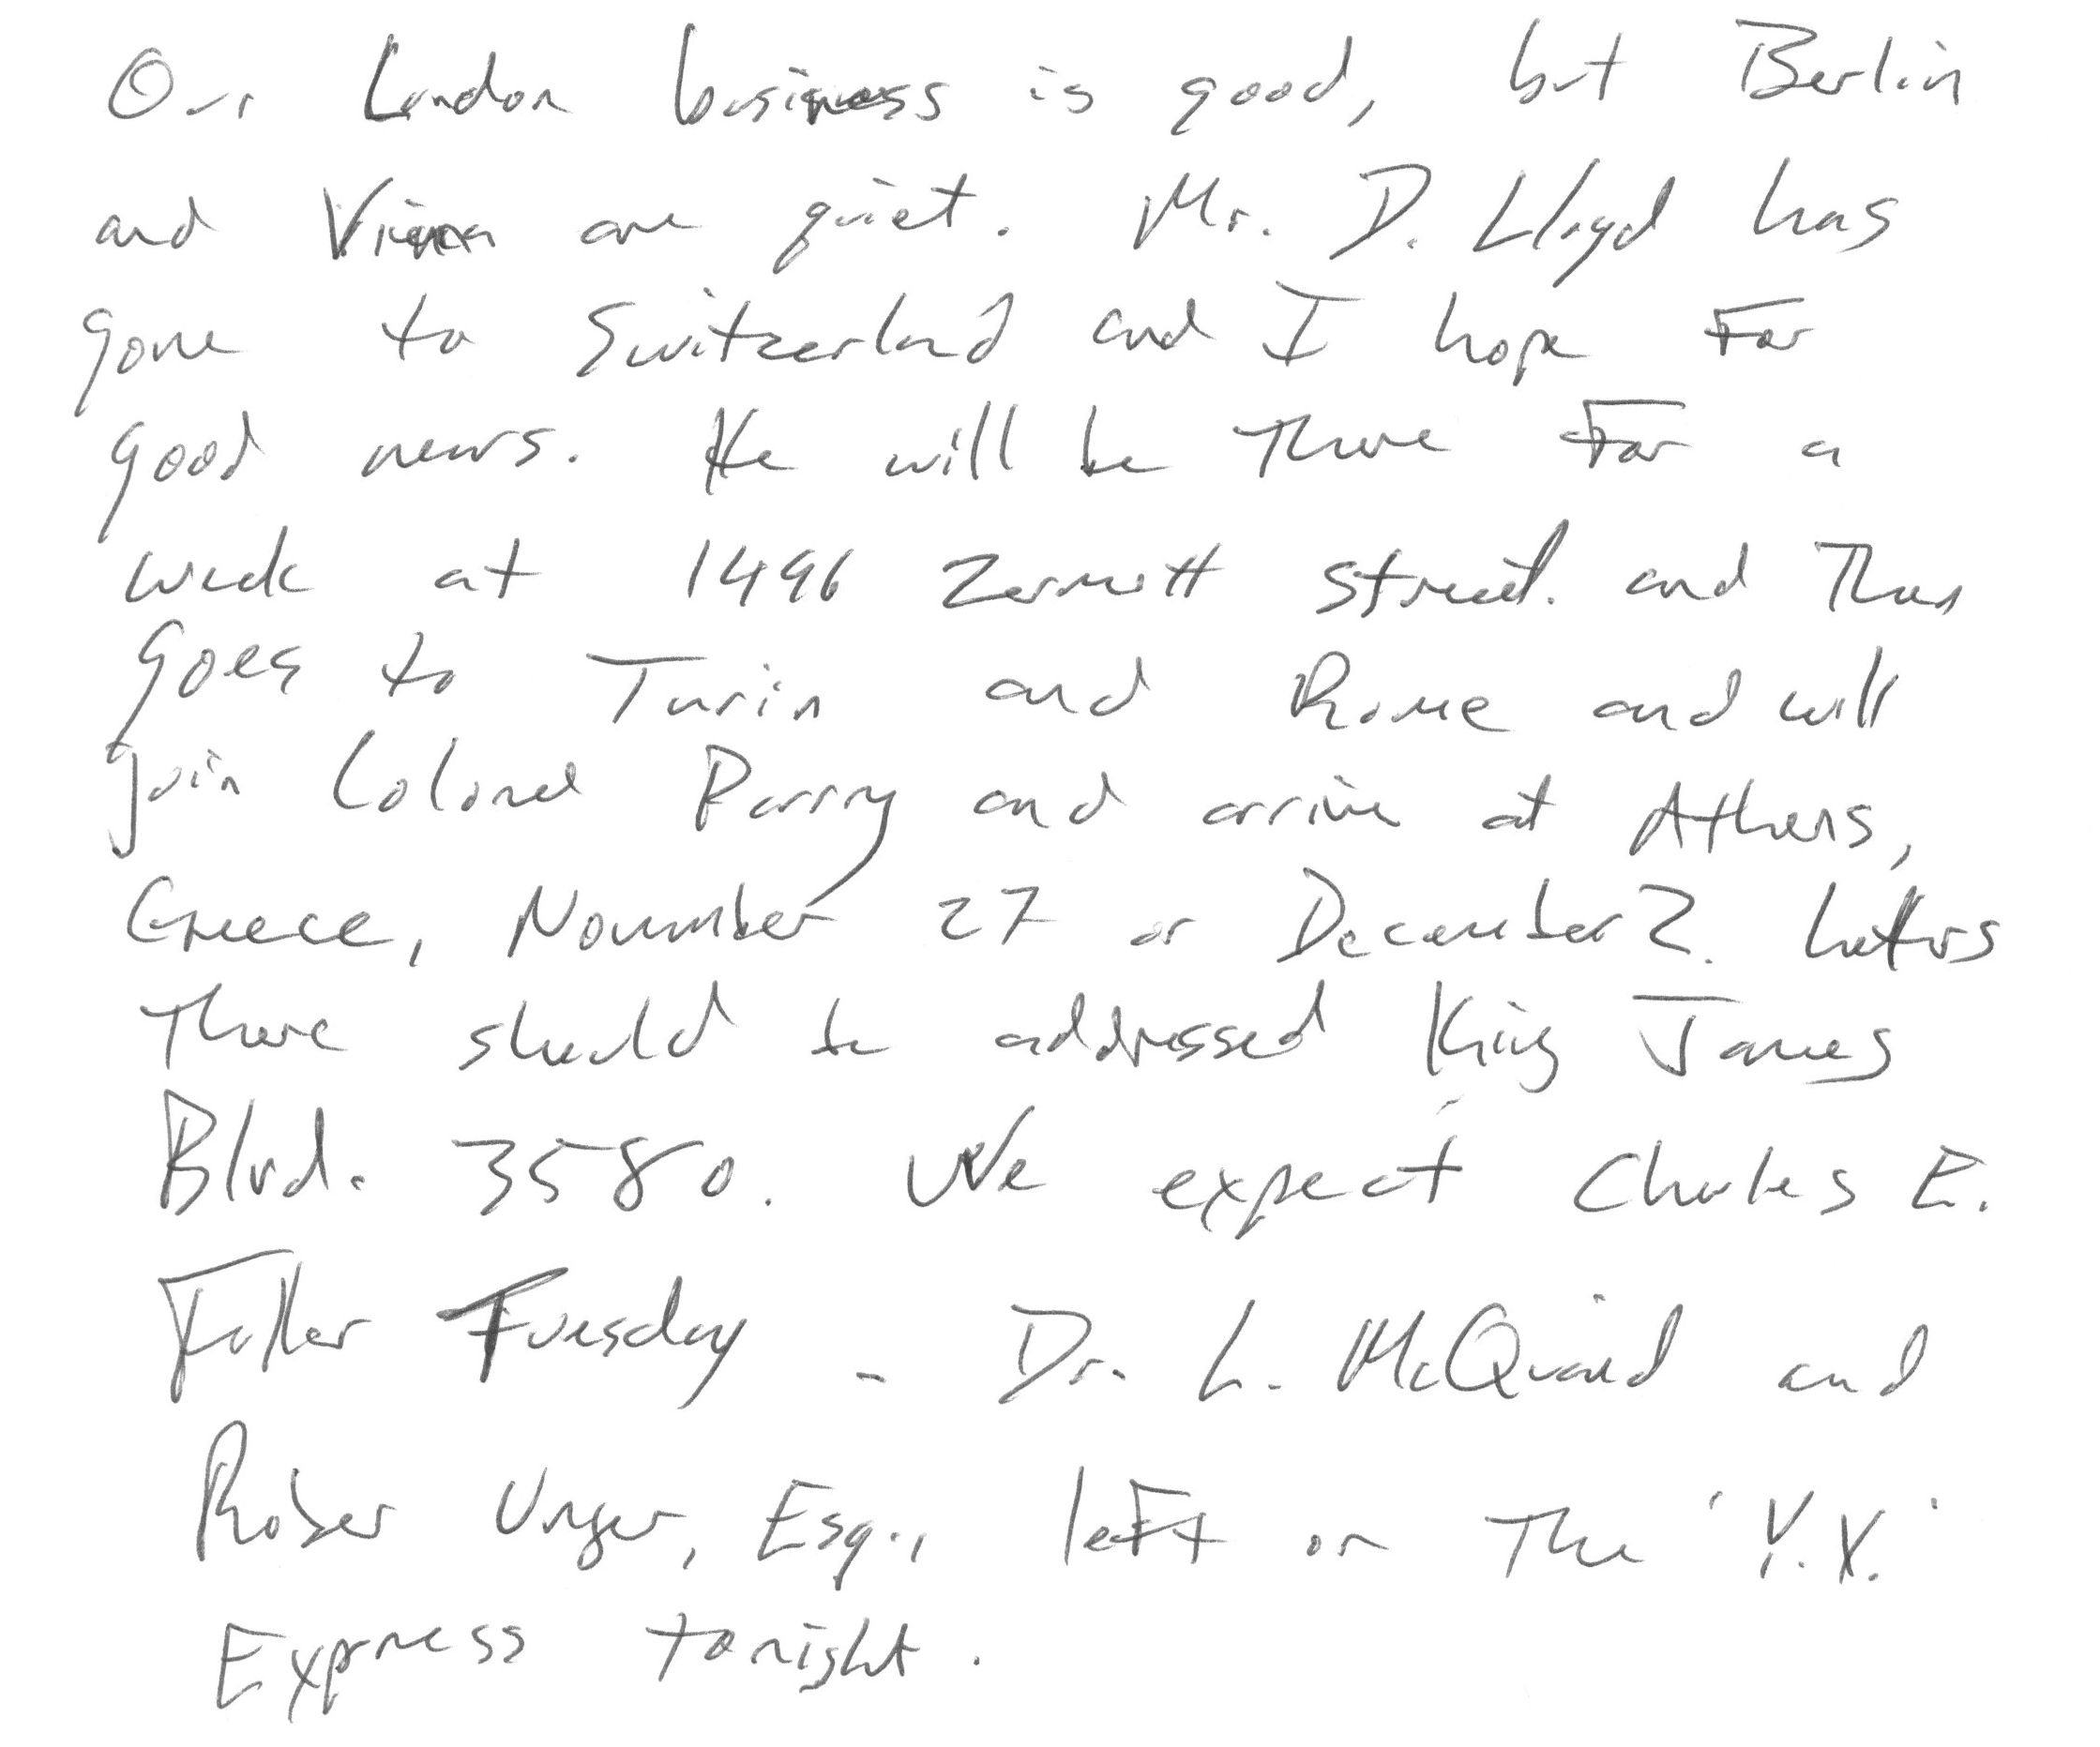 Our London business is good, but Berlin
and Vienna are quiet. Mr. D. Lloyd has
gone to Switzerland and I hope for
good news. He will be there for a
week at 1496 Zermott street. and then
goes to Turin and Rome and will
join Colonel Parry and arrive at Athens,
Greece, November 27 or December 2. Letters
there should be addressed King James
Blvd. 3580. We expect Charles E.
Fuller Tuesday - Dr. L. McQuaid and
Rober Unger, Esq., left on the 'Y.X.'
Express tonight.